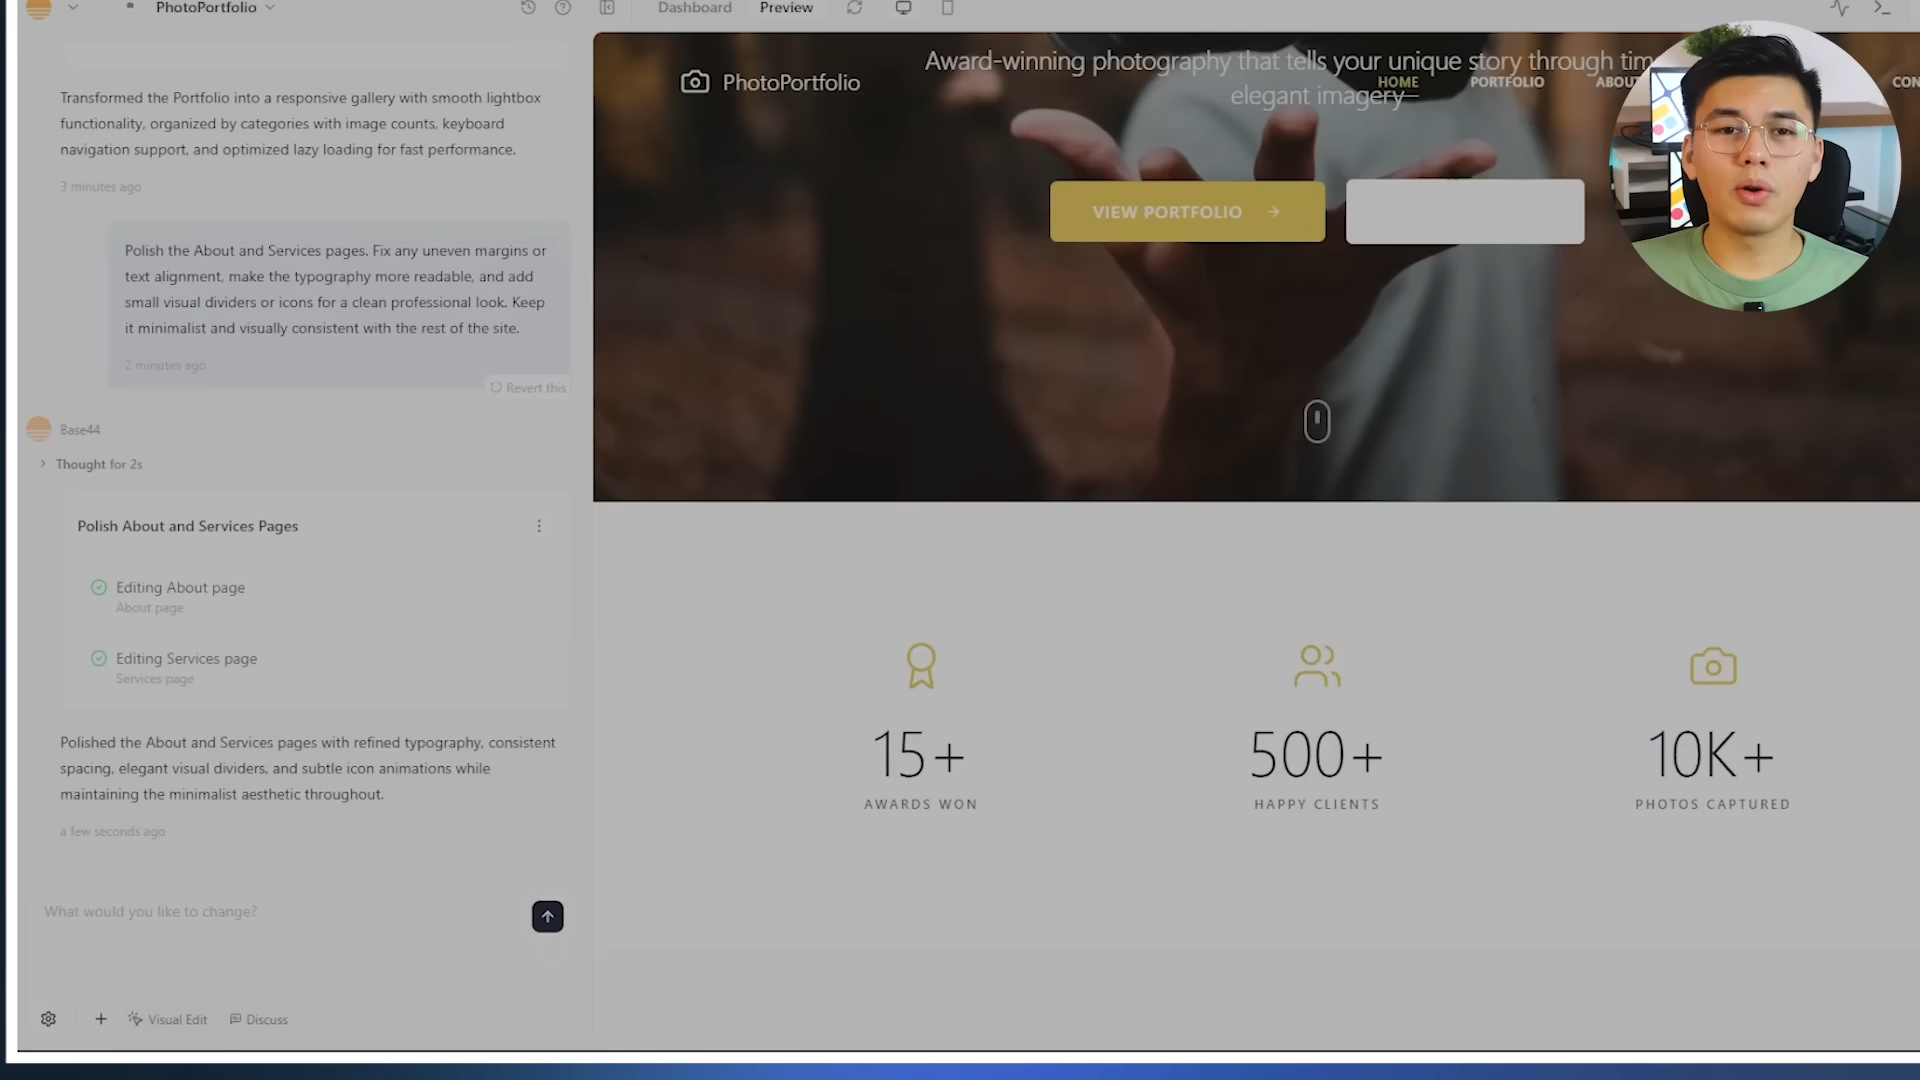 PhotoPortfolio
Dashboard
Preview
Transformed the Portfolio into a responsive gallery with smooth lightbox
functionality, organized by categories with image counts, keyboard
navigation support, and optimized lazy loading for fast performance.
3 minutes ago
Polish the About and Services pages. Fix any uneven margins or
text alignment, make the typography more readable, and add
small visual dividers or icons for a clean professional look. Keep
it minimalist and visually consistent with the rest of the site.
2 minutes ago
Revert this
Base44
Thought for 2s
Polish About and Services Pages
Editing About page
About page
Editing Services page
Services page
Polished the About and Services pages with refined typography, consistent
spacing, elegant visual dividers, and subtle icon animations while
maintaining the minimalist aesthetic throughout.
a few seconds ago
What would you like to change?
Visual Edit
Discuss
Award-winning photography that tells your unique story through
elegant imagery
PhotoPortfolio
HOME
PORTFOLIO
VIEW PORTFOLIO
15+
AWARDS WON
500+
HAPPY CLIENTS
10K+
PHOTOS CAPTURED